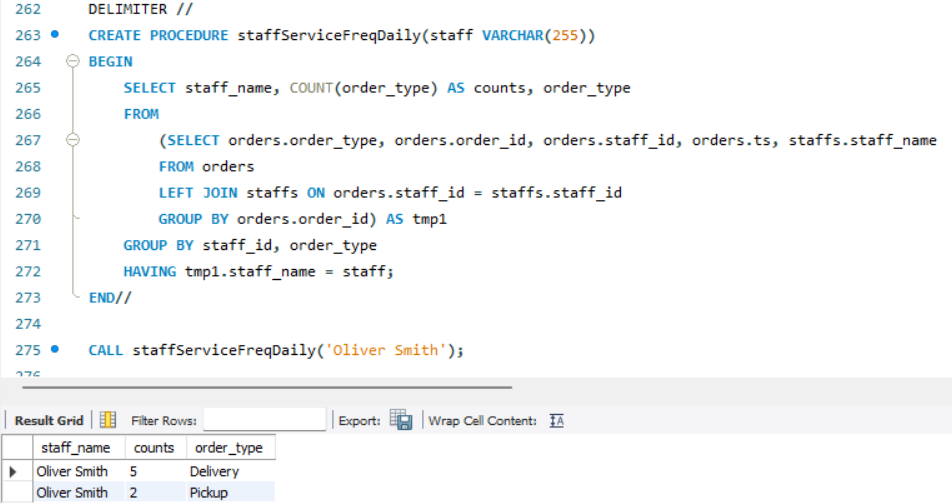 262 DELIMITER //
263 CREATE PROCEDURE staffServiceFreqDaily(staff VARCHAR(255))
264 BEGIN
265 SELECT staff_name, COUNT(order_type) AS counts, order_type
266 FROM
267 (SELECT orders.order_type, orders.order_id, orders.staff_id, orders.ts, staffs.staff_name
268 FROM orders
269 LEFT JOIN staffs ON orders.staff_id = staffs.staff_id
270 GROUP BY orders.order_id) AS tmp1
271 GROUP BY staff_id, order_type
272 HAVING tmp1.staff_name = staff;
273 END//
274
275 CALL staffServiceFreqDaily('Oliver Smith');
276
Result Grid Filter Rows: Export: Wrap Cell Content:
staff_name counts order_type
Oliver Smith 5 Delivery
Oliver Smith 2 Pickup